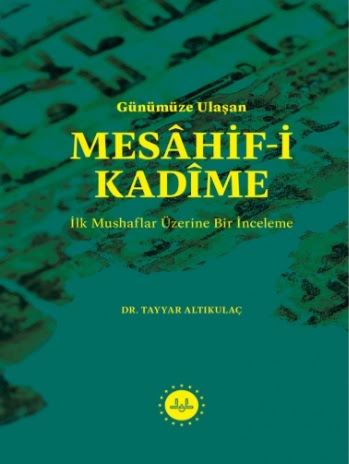 Günümüze Ulaşan
MESÂHİF-İ
KADÎME
İlk Mushaflar Üzerine Bir İnceleme
DR. TAYYAR ALTIKULAÇ